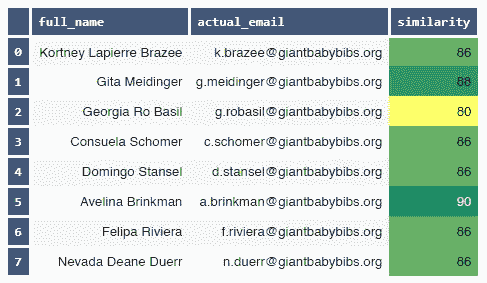 full_name actual_email similarity
0 Kortney Lapierre Brazee k.brazee@giantbabybibs.org 86
1 Gita Meidinger g.meidinger@giantbabybibs.org 88
2 Georgia Ro Basil g.robasil@giantbabybibs.org 80
3 Consuela Schomer c.schomer@giantbabybibs.org 86
4 Domingo Stansel d.stansel@giantbabybibs.org 86
5 Avelina Brinkman a.brinkman@giantbabybibs.org 90
6 Felipa Riviera f.riviera@giantbabybibs.org 86
7 Nevada Deane Duerr n.duerr@giantbabybibs.org 86